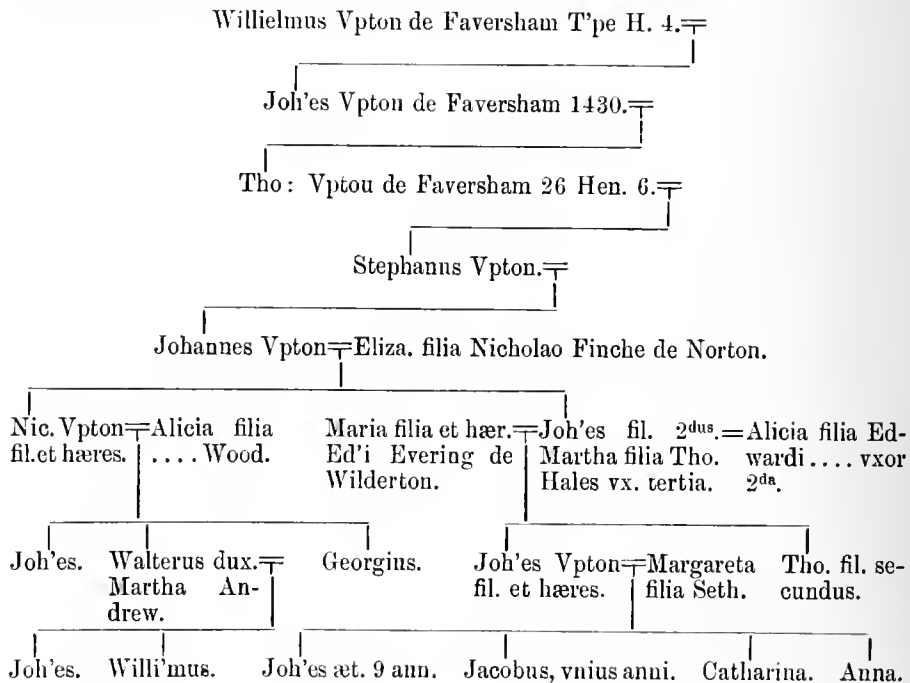 Willielmus Vpton de Faversham T'pe H. 4.
Joh'es Vpton de Faversham 1430.
Tho: Vptou de Faversham 26 Hen. 6.
Stephanus Vpton.
Johannes Vpton=Eliza. filia Nicholao Finche de Norton.
Nic. Vpton=Alicia filia
fil. et hæres. .... Wood.
Maria filia et hær.=Joh'es fil. 2dus.=Alicia filia Ed-
Ed'i Evering de Martha filia Tho. wardi .... vxor
Wilderton. Hales vx. tertia. 2da.
Joh'es. Walterus dux.= Georgius.
Martha An-
drew.
Joh'es Vpton=Margareta Tho. fil. se-
fil. et hæres. filia Seth. cundus.
Joh'es. Willi'mus. Joh'es æt. 9 ann. Jacobus, vnius anni. Catharina. Anna.